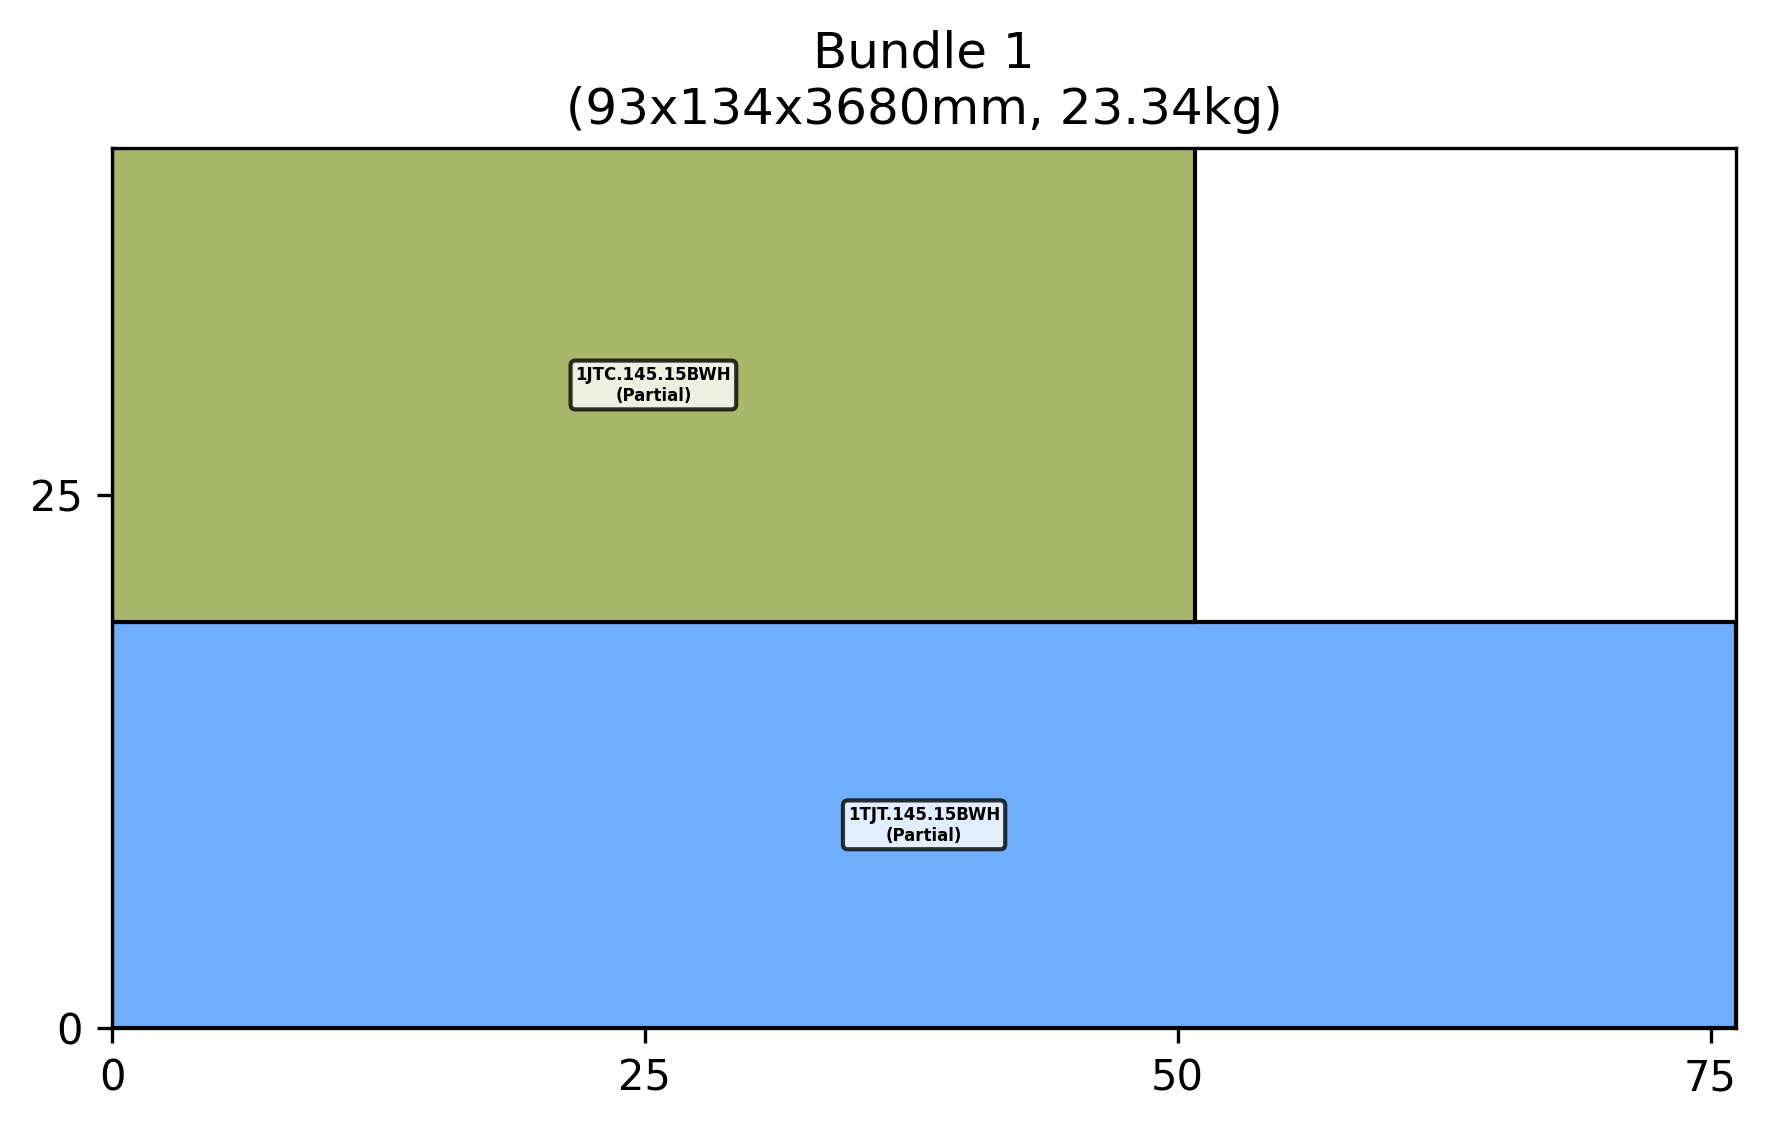 Bundle 1
(93x134x3680mm, 23.34kg)
1JTC.145.15BWH
(Partial)
25
1TJT.145.15BWH
(Partial)
0
0 25 50 75